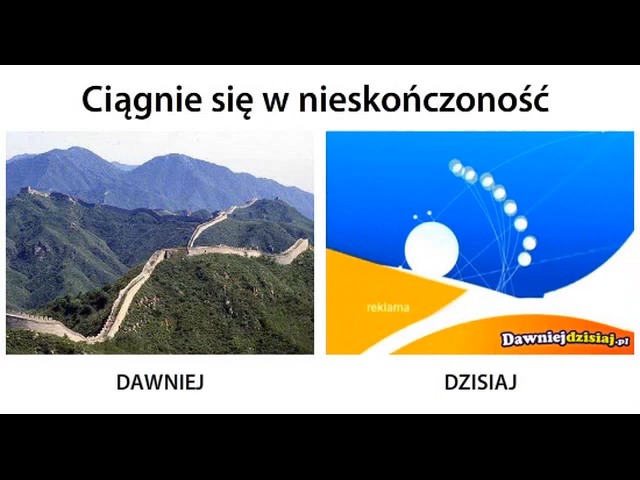 Ciągnie się w nieskończoność
reklama
Dawniejdzisiaj.pl
DAWNIEJ
DZISIAJ